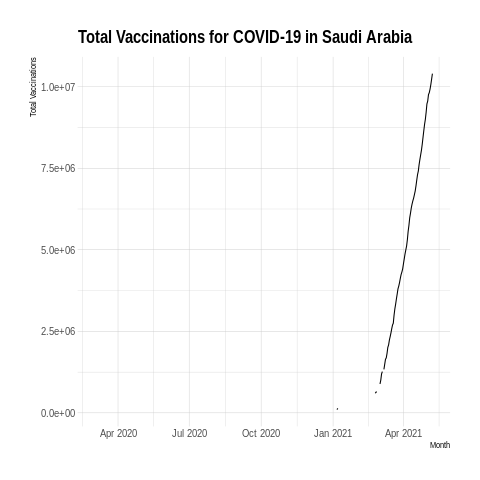 Total Vaccinations for COVID-19 in Saudi Arabia
Total Vaccinations
1.0e+07
7.5e+06
5.0e+06
2.5e+06
0.0e+00
Apr 2020 Jul 2020 Oct 2020 Jan 2021 Apr 2021
Month